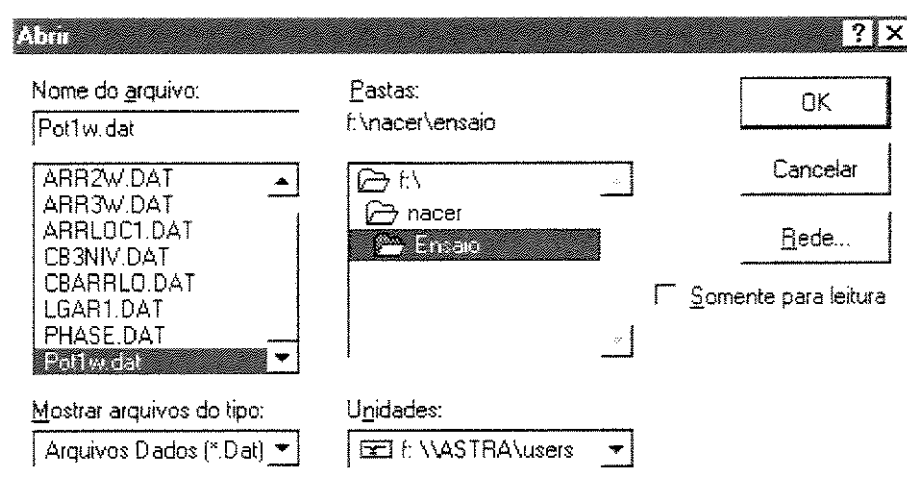 Abrir
Nome do arquivo:
Pot1w.dat
ARR2W.DAT
ARR3W.DAT
ARRLOC1.DAT
CB3NIV.DAT
CBARRLO.DAT
LGAR1.DAT
PHASE.DAT
Pot1w.dat
Mostrar arquivos do tipo:
Arquivos Dados (*.Dat)
Pastas:
f:\nacer\ensaio
f:\
nacer
Ensaio
Unidades:
f: \\ASTRA\users
OK
Cancelar
Rede...
Somente para leitura